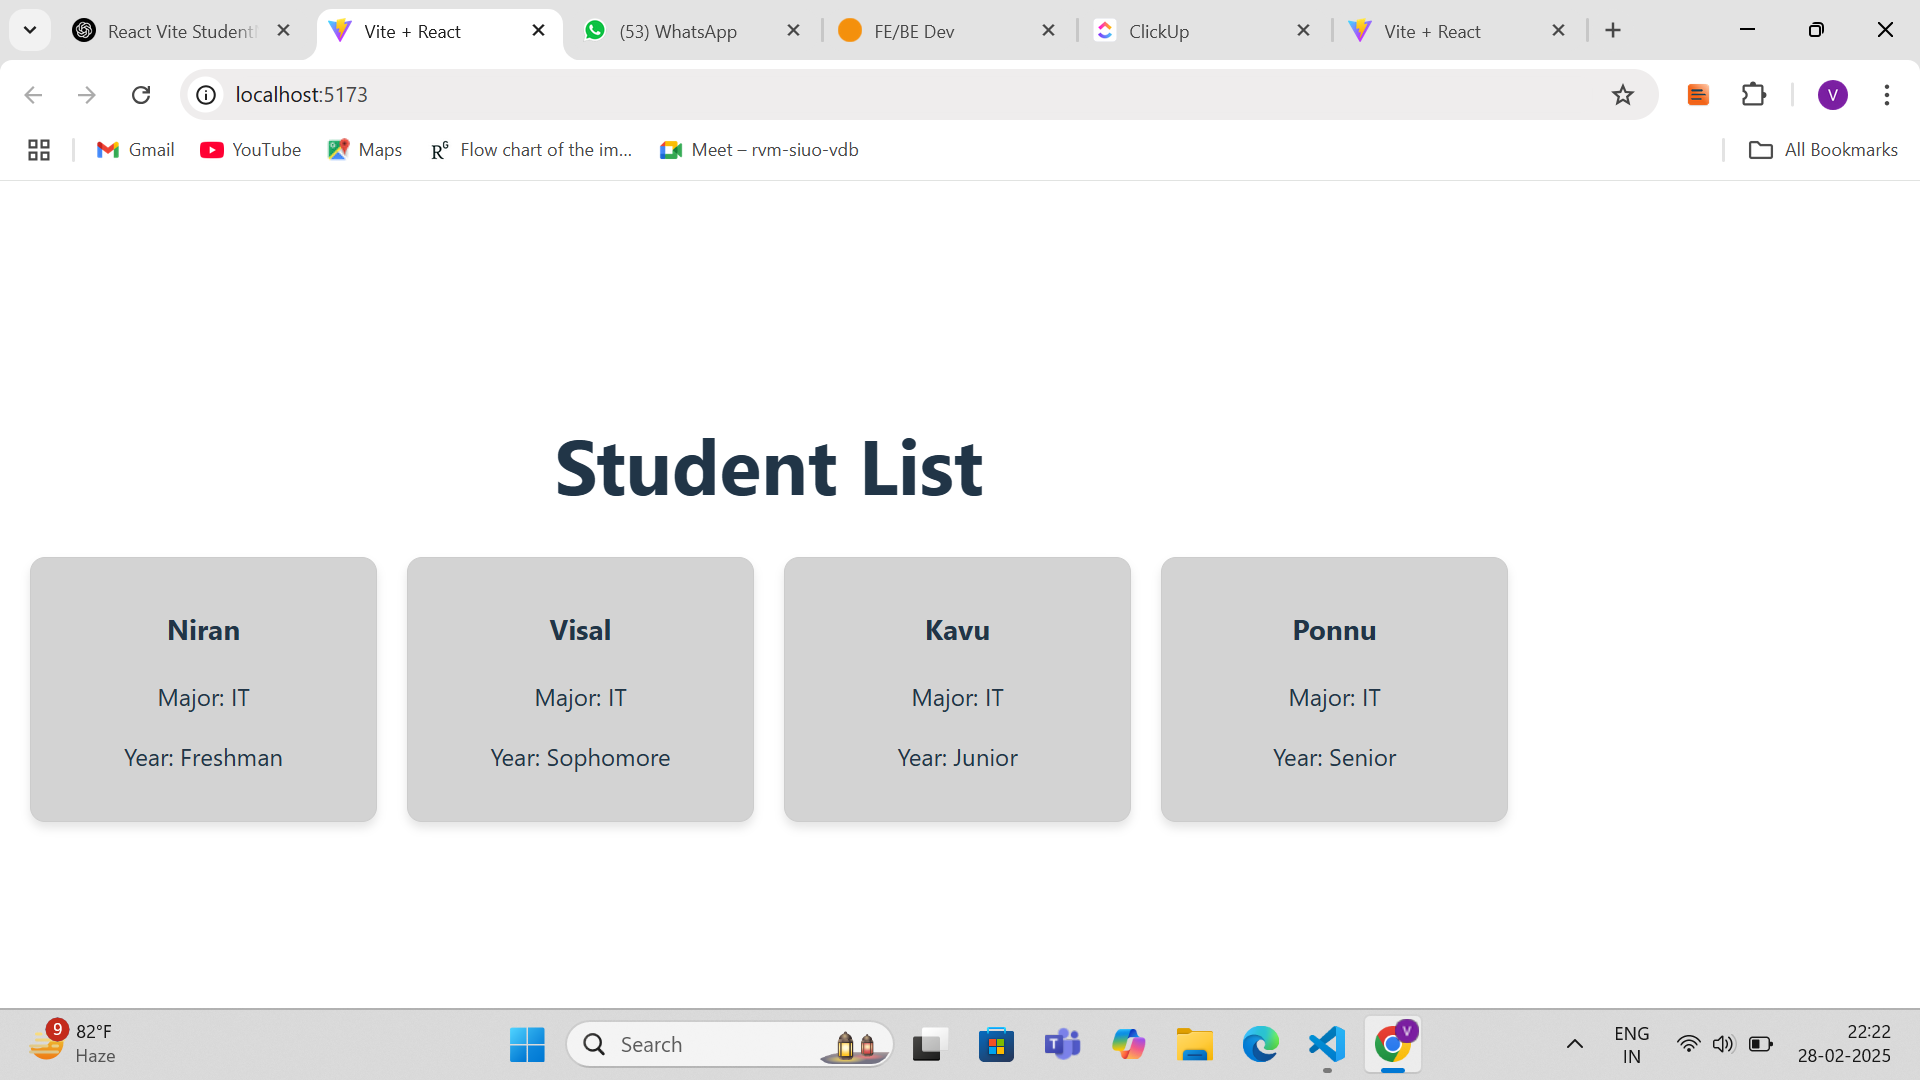 React Vite Student
Vite + React
(53) WhatsApp
FE/BE Dev
ClickUp
Vite + React
localhost:5173
V
Gmail
YouTube
Maps
RG
Flow chart of the im...
Meet – rvm-siuo-vdb
All Bookmarks
Student List
Niran
Major: IT
Year: Freshman
Visal
Major: IT
Year: Sophomore
Kavu
Major: IT
Year: Junior
Ponnu
Major: IT
Year: Senior
9
82°F
Haze
Search
T
V
ENG
IN
22:22
28-02-2025